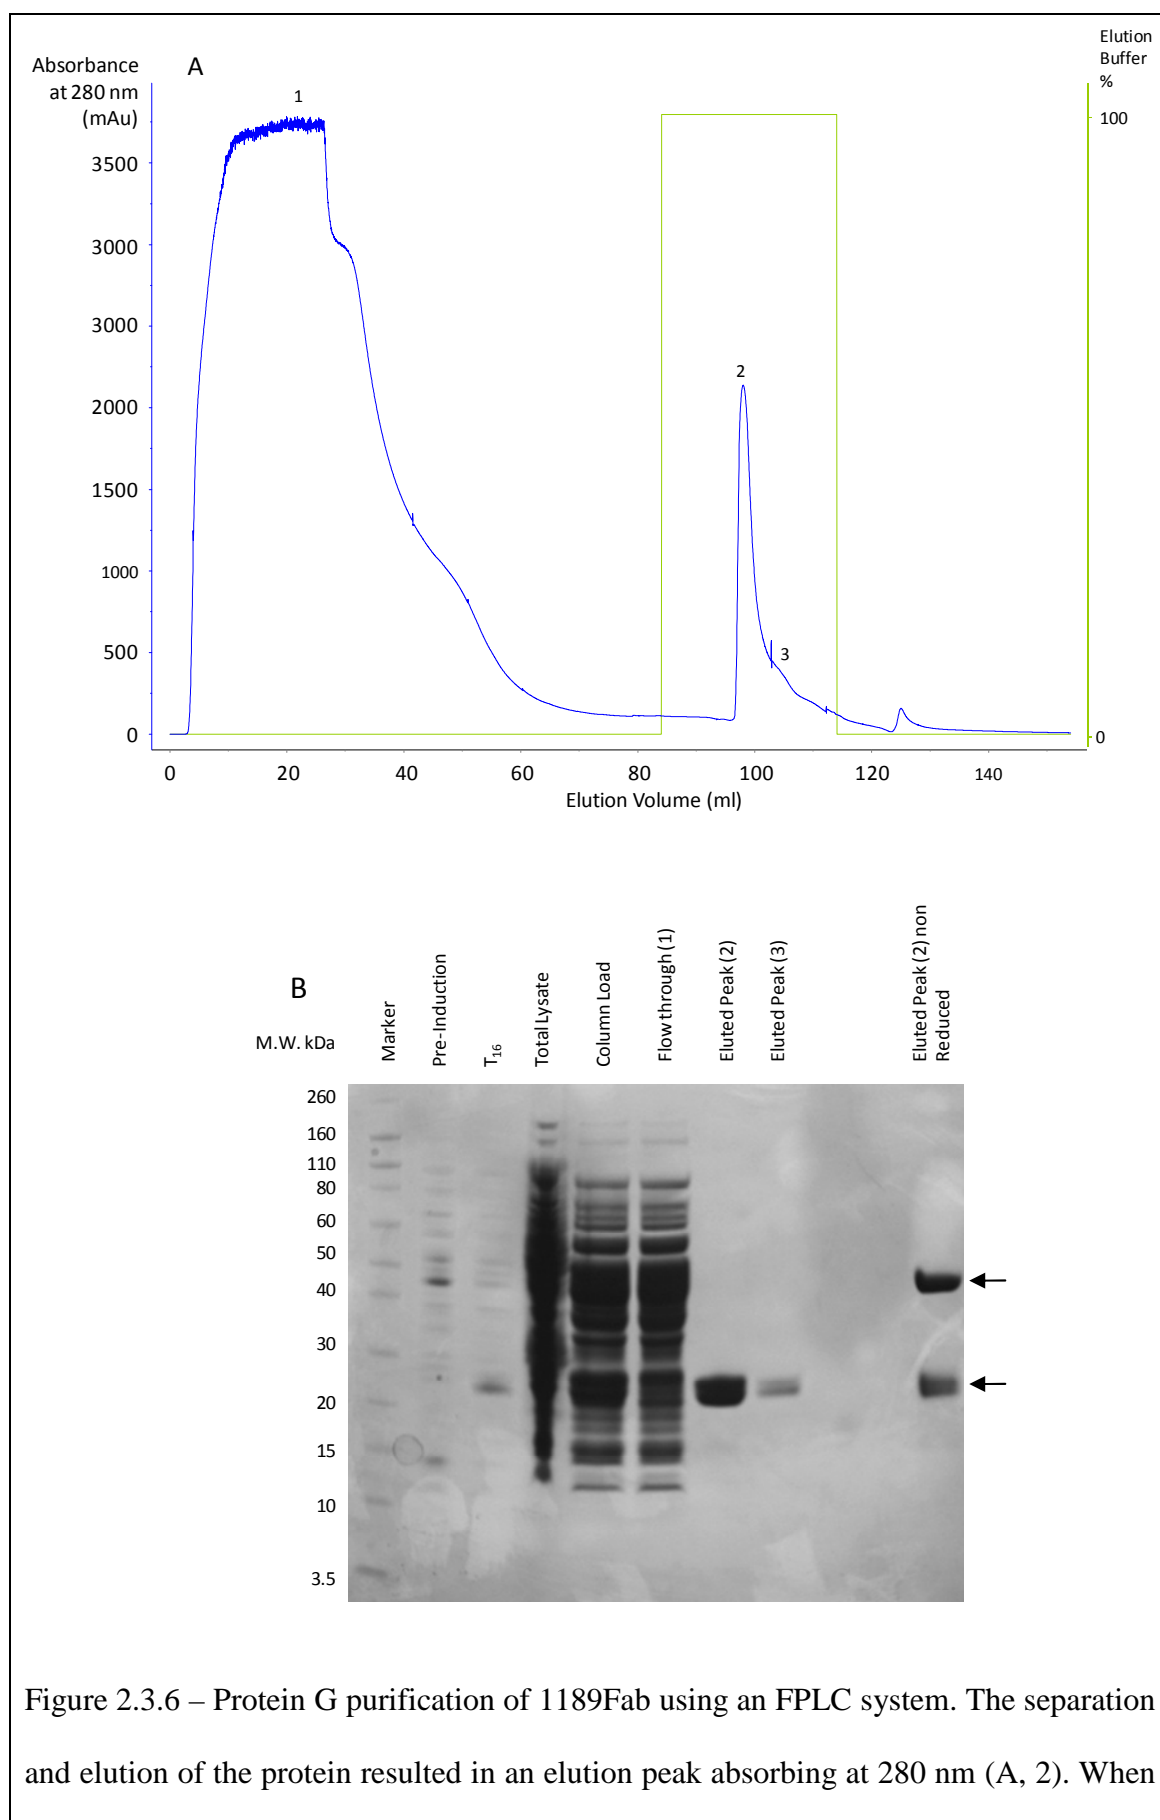 Absorbance
at 280 nm
(mAu)
A
Elution
Buffer
%
1
100
3500
3000
3000
2
2000
1500
1000
500
3
0
0
0 20 40 60 80 100 120 140
Elution Volume (ml)
B
M.W. kDa
Marker
Pre-Induction
T16
Total Lysate
Column Load
Flow through (1)
Eluted Peak (2)
Eluted Peak (3)
Eluted Peak (2) non
Reduced
260
160
110
80
60
50
40
30
20
15
10
3.5
Figure 2.3.6 – Protein G purification of 1189Fab using an FPLC system. The separation
and elution of the protein resulted in an elution peak absorbing at 280 nm (A, 2). When